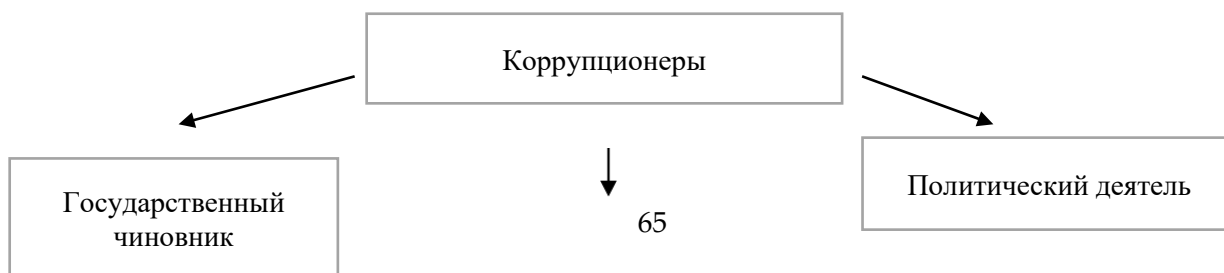 Коррупционеры
Государственный
чиновник
Политический деятель
65